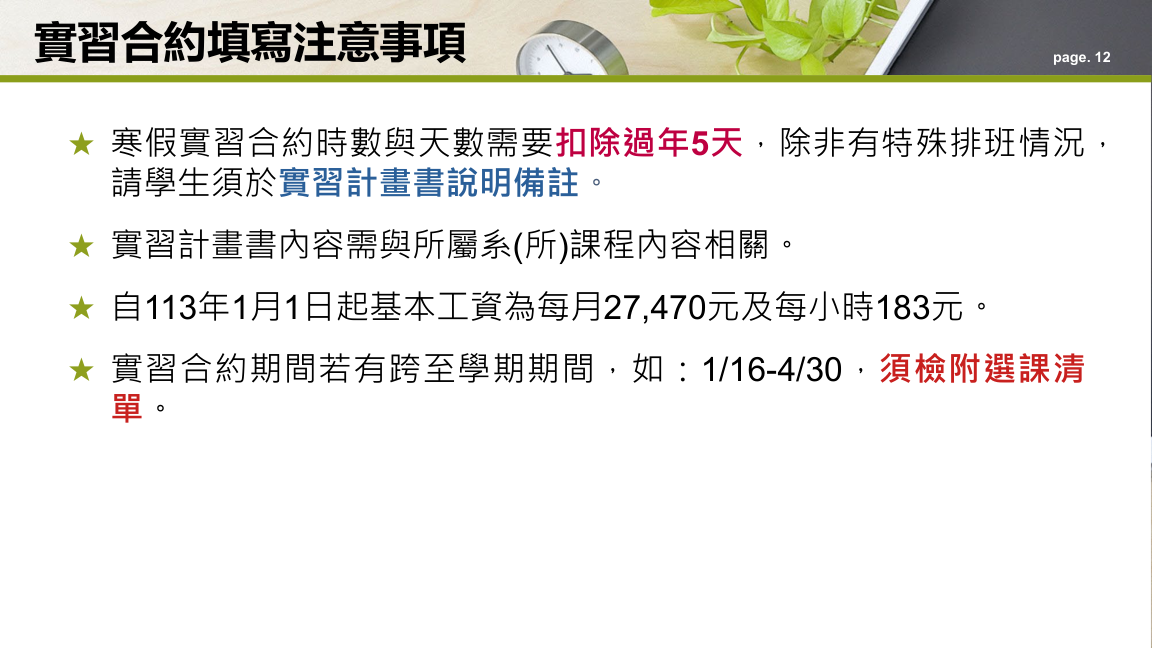 實習合約填寫注意事項
page. 12
★ 寒假實習合約時數與天數需要扣除過年5天，除非有特殊排班情況，
請學生須於實習計畫書說明備註。
★ 實習計畫書內容需與所屬系(所)課程內容相關。
★ 自113年1月1日起基本工資為每月27,470元及每小時183元。
★ 實習合約期間若有跨至學期期間，如：1/16-4/30，須檢附選課清
單。